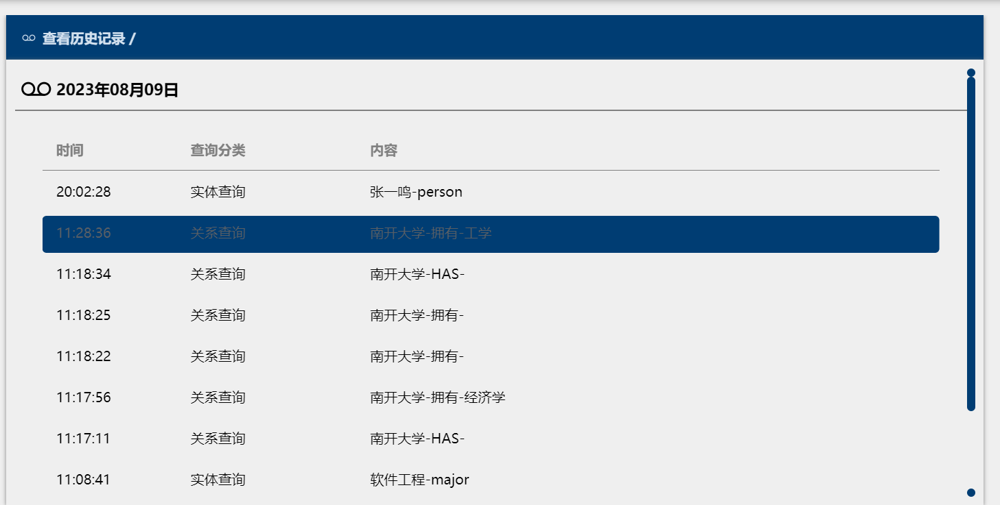 查看历史记录 /
2023年08月09日
时间 查询分类 内容
20:02:28 实体查询 张一鸣-person
11:28:36 关系查询 南开大学-拥有-工学
11:18:34 关系查询 南开大学-HAS-
11:18:25 关系查询 南开大学-拥有-
11:18:22 关系查询 南开大学-拥有-
11:17:56 关系查询 南开大学-拥有-经济学
11:17:11 关系查询 南开大学-HAS-
11:08:41 实体查询 软件工程-major